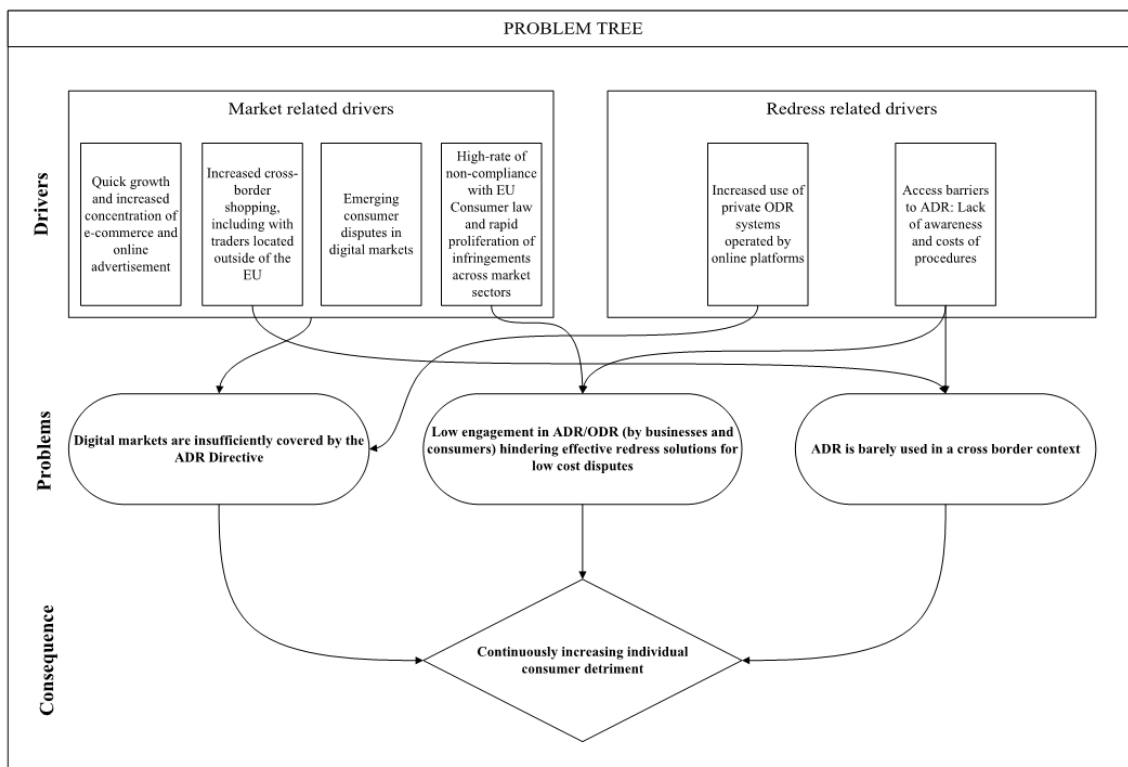 PROBLEM TREE
Drivers
Market related drivers
Quick growth
and increased
concentration of
e-commerce and
online
advertisement
Increased cross-
border
shopping,
including with
traders located
outside of the
EU
Emerging
consumer
disputes in
digital markets
High-rate of
non-compliance
with EU
Consumer law
and rapid
proliferation of
infringements
across market
sectors
Redress related drivers
Increased use of
private ODR
systems
operated by
online platforms
Access barriers
to ADR: Lack
of awareness
and costs of
procedures
Problems
Digital markets are insufficiently covered by the
ADR Directive
Low engagement in ADR/ODR (by businesses and
consumers) hindering effective redress solutions for
low cost disputes
ADR is barely used in a cross border context
Consequence
Continuously increasing individual
consumer detriment